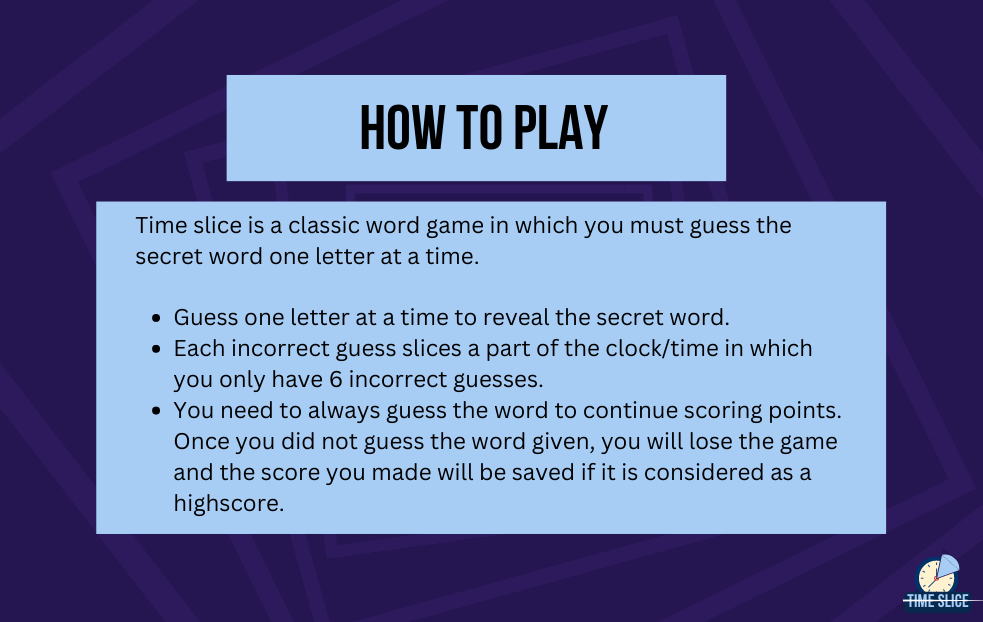 HOW TO PLAY
Time slice is a classic word game in which you must guess the
secret word one letter at a time.
• Guess one letter at a time to reveal the secret word.
• Each incorrect guess slices a part of the clock/time in which
you only have 6 incorrect guesses.
• You need to always guess the word to continue scoring points.
Once you did not guess the word given, you will lose the game
and the score you made will be saved if it is considered as a
highscore.
TIME SLICE